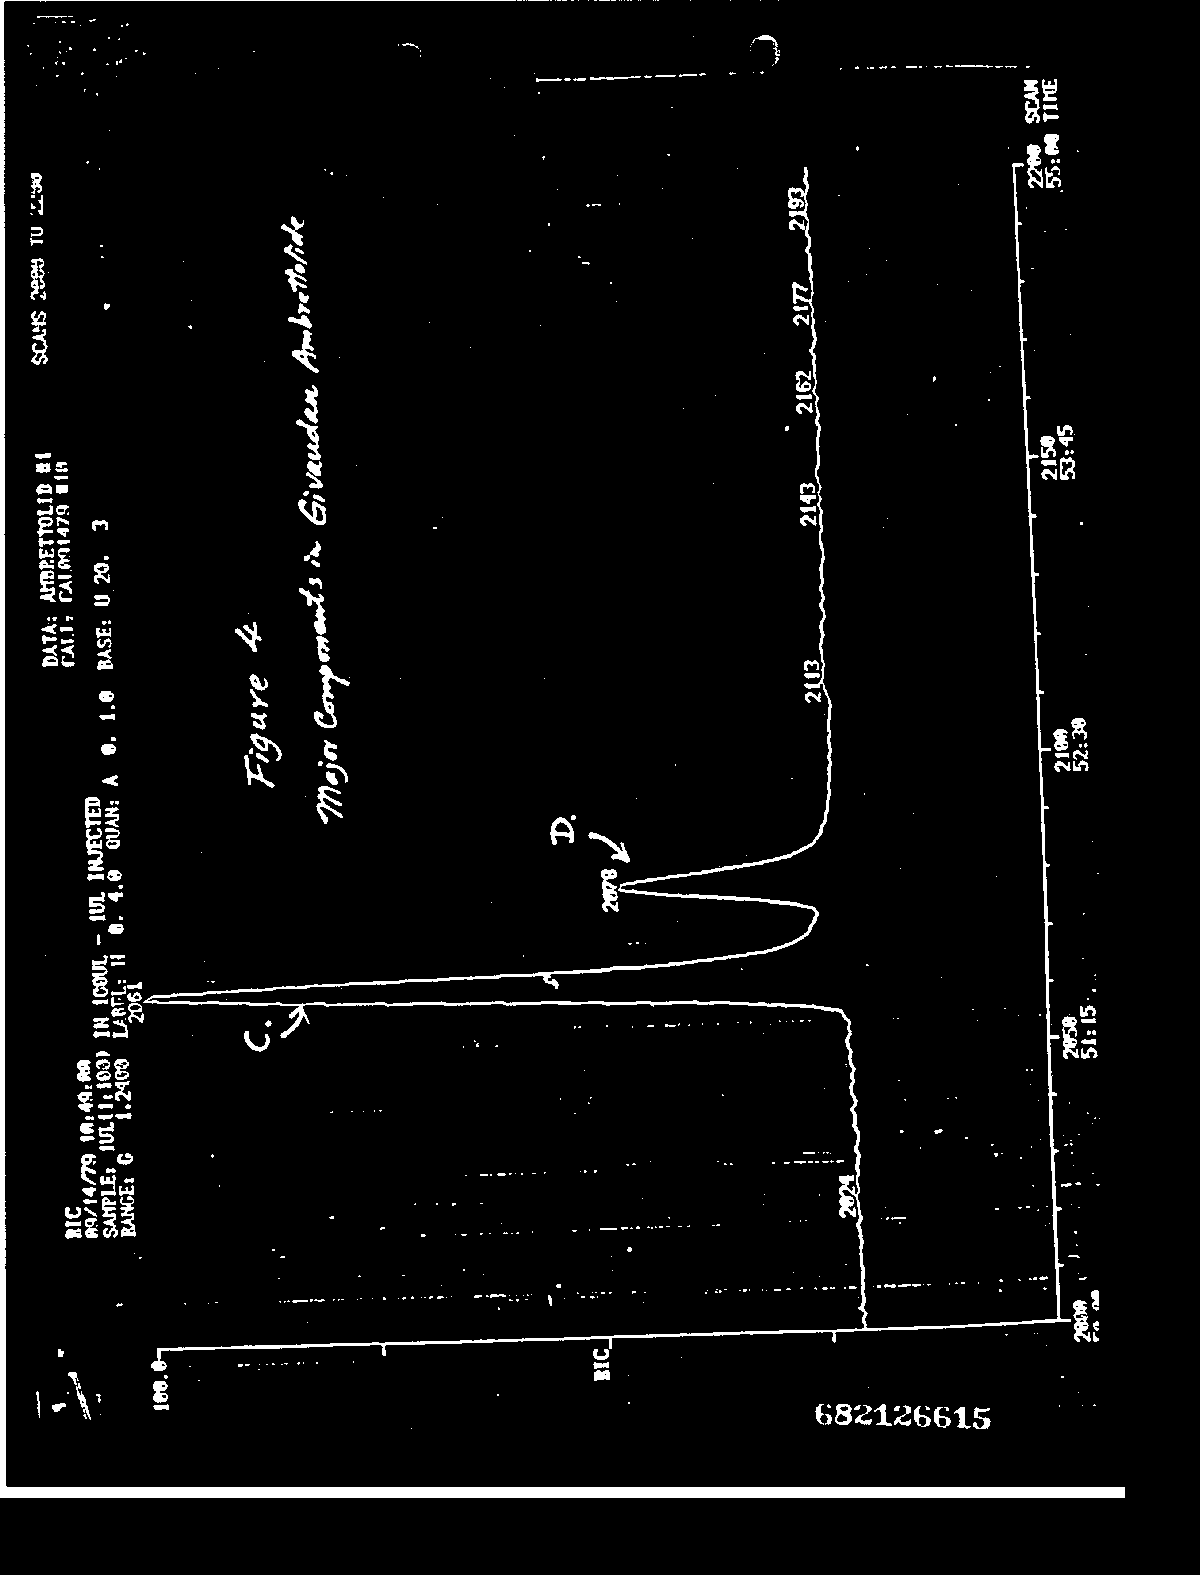 RIC
09/14/79 10:49:00
SAMPLE: 1UL(1:100) IN 100UL - 1UL INJECTED
RANGE: G 1,2400 LABEL: N 0, 4.0 QUAN: A 0, 1.0 BASE: U 20, 3
DATA: AMBRETTOLID #1
CALI: CAL091479 #10
SCANS 2000 TO 2200
Figure 4
Major Components in Givaudan Ambrettolide
100.0
2061
C.
D.
2078
RIC
2024
2113
2143
2162
2177
2193
2000
2050
51:15
2100
52:30
2150
53:45
2200 SCAN
55:00 TIME
682126615